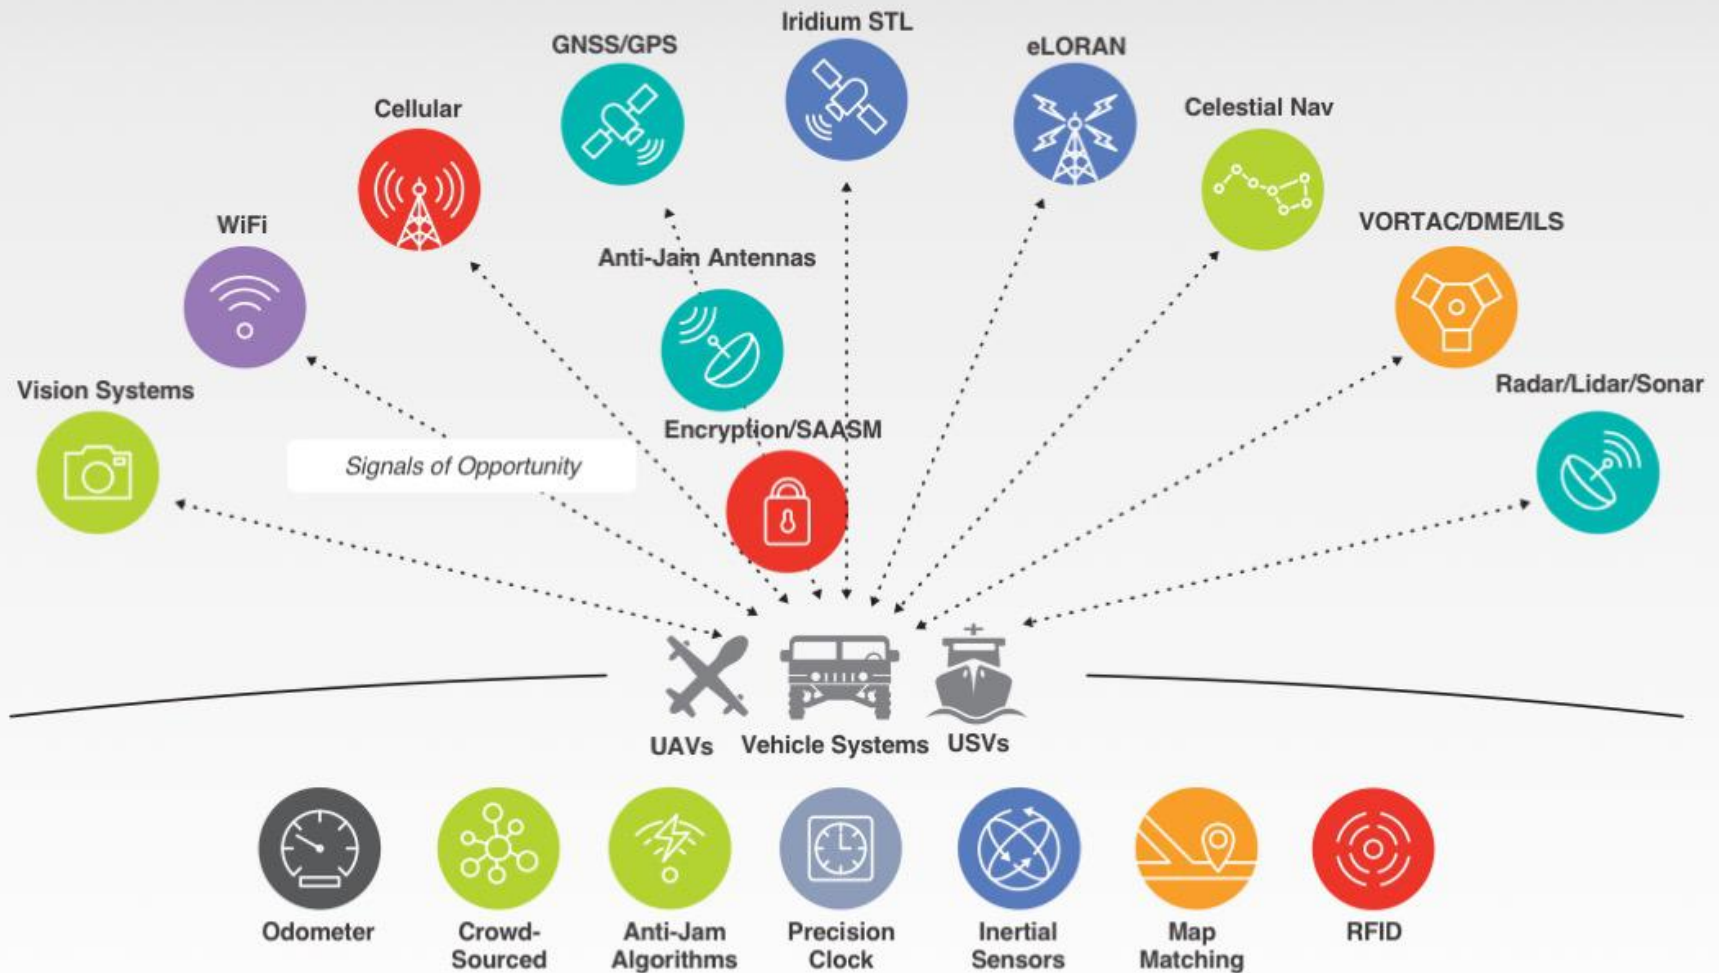 Iridium STL
GNSS/GPS
eLORAN
Cellular
Celestial Nav
WiFi
VORTAC/DME/ILS
Anti-Jam Antennas
Vision Systems
Radar/Lidar/Sonar
Encryption/SAASM
Signals of Opportunity
UAVs
Vehicle Systems
USVs
Odometer
Crowd-
Sourced
Anti-Jam
Algorithms
Precision
Clock
Inertial
Sensors
Map
Matching
RFID